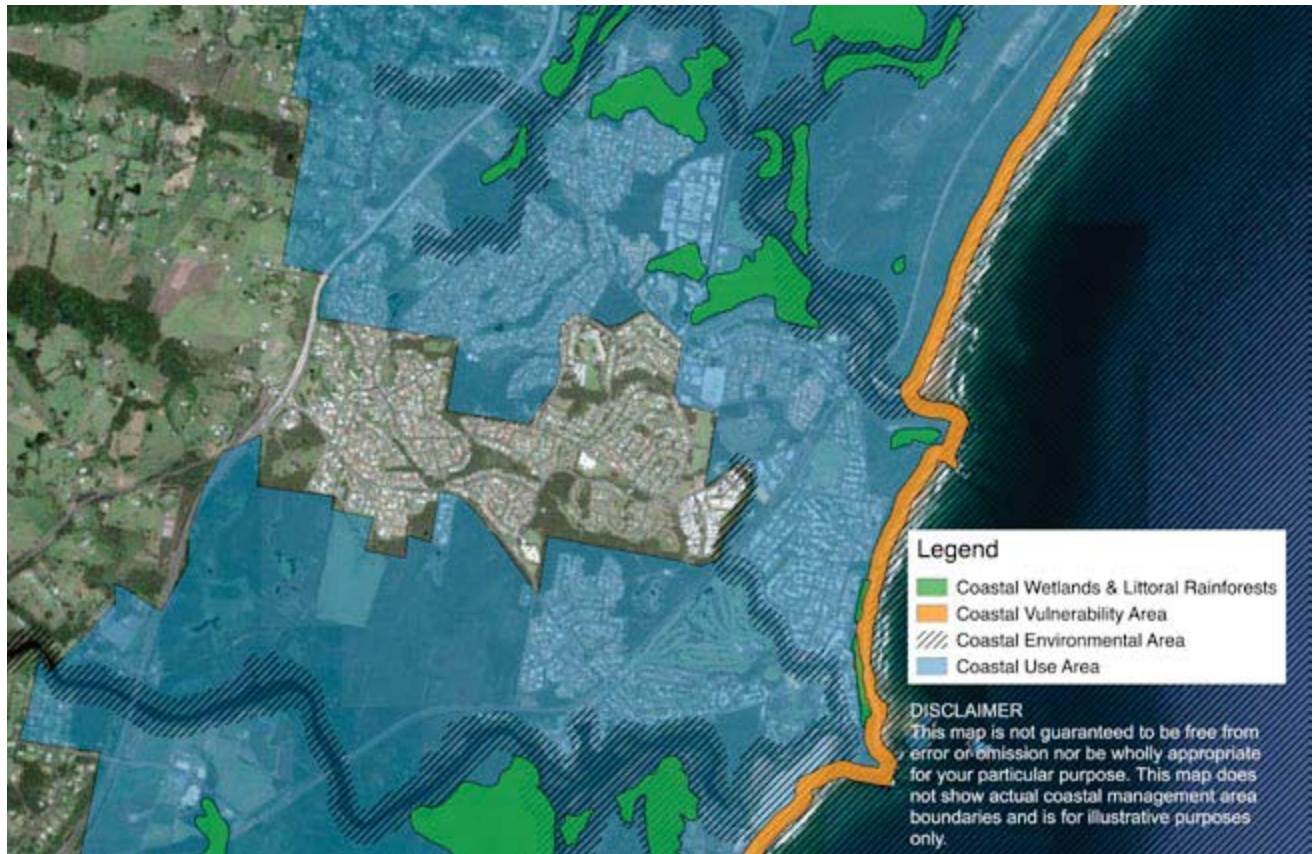 Legend
Coastal Wetlands & Littoral Rainforests
Coastal Vulnerability Area
Coastal Environmental Area
Coastal Use Area
DISCLAIMER
This map is not guaranteed to be free from
error or omission nor be wholly appropriate
for your particular purpose. This map does
not show actual coastal management area
boundaries and is for illustrative purposes
only.